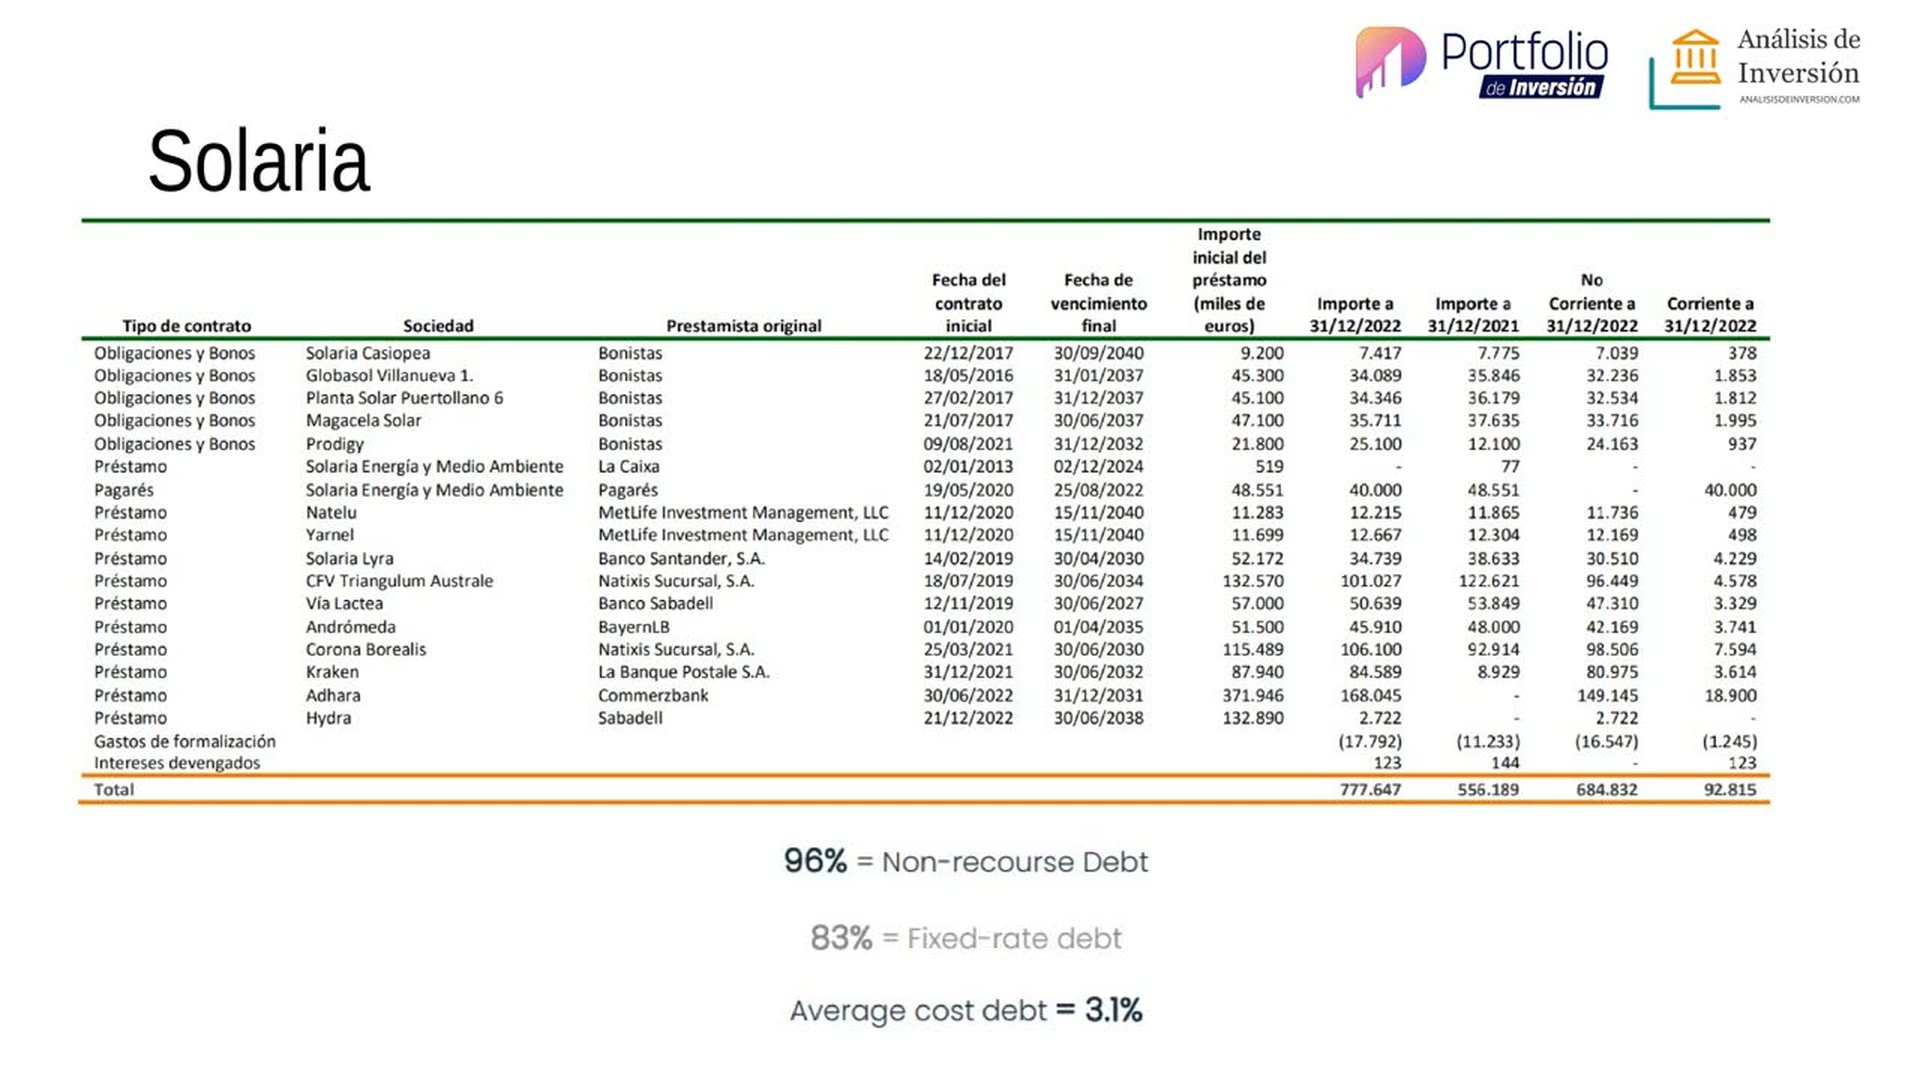 Portfolio
de Inversión
Análisis de
Inversión
ANALISISDEINVERSION.COM
Solaria
Tipo de contrato Sociedad Prestamista original Fecha del contrato inicial Fecha de vencimiento final Importe inicial del préstamo (miles de euros) Importe a 31/12/2022 Importe a 31/12/2021 No Corriente a 31/12/2022 Corriente a 31/12/2022
Obligaciones y Bonos Solaria Casiopea Bonistas 22/12/2017 30/09/2040 9.200 7.417 7.775 7.039 378
Obligaciones y Bonos Globasol Villanueva 1. Bonistas 18/05/2016 31/01/2037 45.300 34.089 35.846 32.236 1.853
Obligaciones y Bonos Planta Solar Puertollano 6 Bonistas 27/02/2017 31/12/2037 45.100 34.346 36.179 32.534 1.812
Obligaciones y Bonos Magacela Solar Bonistas 21/07/2017 30/06/2037 47.100 35.711 37.635 33.716 1.995
Obligaciones y Bonos Prodigy Bonistas 09/08/2021 31/12/2032 21.800 25.100 12.100 24.163 937
Préstamo Solaria Energía y Medio Ambiente La Caixa 02/01/2013 02/12/2024 519 - 77 - -
Pagarés Solaria Energía y Medio Ambiente Pagarés 19/05/2020 25/08/2022 48.551 40.000 48.551 - 40.000
Préstamo Natelu MetLife Investment Management, LLC 11/12/2020 15/11/2040 11.283 12.215 11.865 11.736 479
Préstamo Yarnel MetLife Investment Management, LLC 11/12/2020 15/11/2040 11.699 12.667 12.304 12.169 498
Préstamo Solaria Lyra Banco Santander, S.A. 14/02/2019 30/04/2030 52.172 34.739 38.633 30.510 4.229
Préstamo CFV Triangulum Australe Natixis Sucursal, S.A. 18/07/2019 30/06/2034 132.570 101.027 122.621 96.449 4.578
Préstamo Vía Lactea Banco Sabadell 12/11/2019 30/06/2027 57.000 50.639 53.849 47.310 3.329
Préstamo Andrómeda BayernLB 01/01/2020 01/04/2035 51.500 45.910 48.000 42.169 3.741
Préstamo Corona Borealis Natixis Sucursal, S.A. 25/03/2021 30/06/2030 115.489 106.100 92.914 98.506 7.594
Préstamo Kraken La Banque Postale S.A. 31/12/2021 30/06/2032 87.940 84.589 8.929 80.975 3.614
Préstamo Adhara Commerzbank 30/06/2022 31/12/2031 371.946 168.045 - 149.145 18.900
Préstamo Hydra Sabadell 21/12/2022 30/06/2038 132.890 2.722 - 2.722 -
Gastos de formalización (17.792) (11.233) (16.547) (1.245)
Intereses devengados 123 144 - 123
Total 777.647 556.189 684.832 92.815
96% = Non-recourse Debt
83% = Fixed-rate debt
Average cost debt = 3.1%